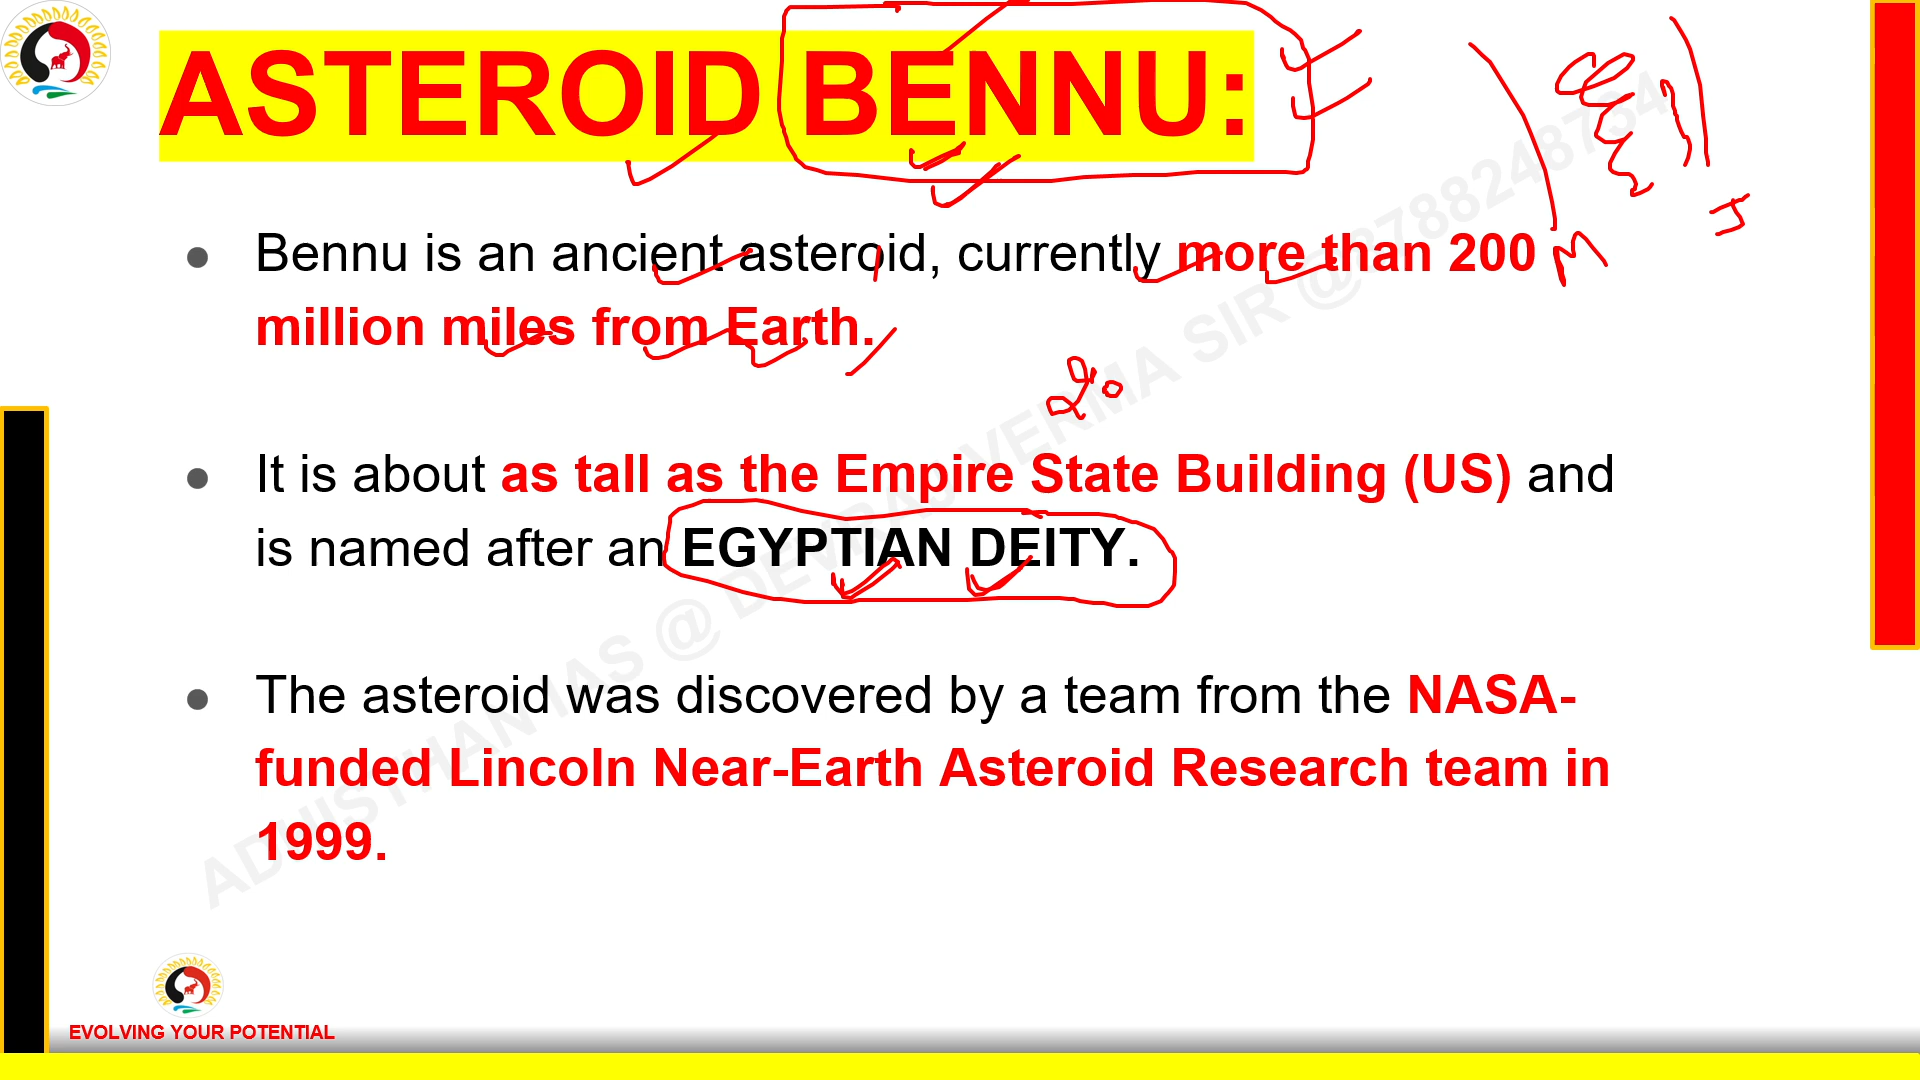 ASTEROID BENNU:
M
J
Bennu is an ancient asteroid, currently more than 200
million miles from Earth.
It is about as tall as the Empire State Building (US) and
is named after an EGYPTIAN DEITY.
The asteroid was discovered by a team from the NASA-
funded Lincoln Near-Earth Asteroid Research team in
1999.
EVOLVING YOUR POTENTIAL